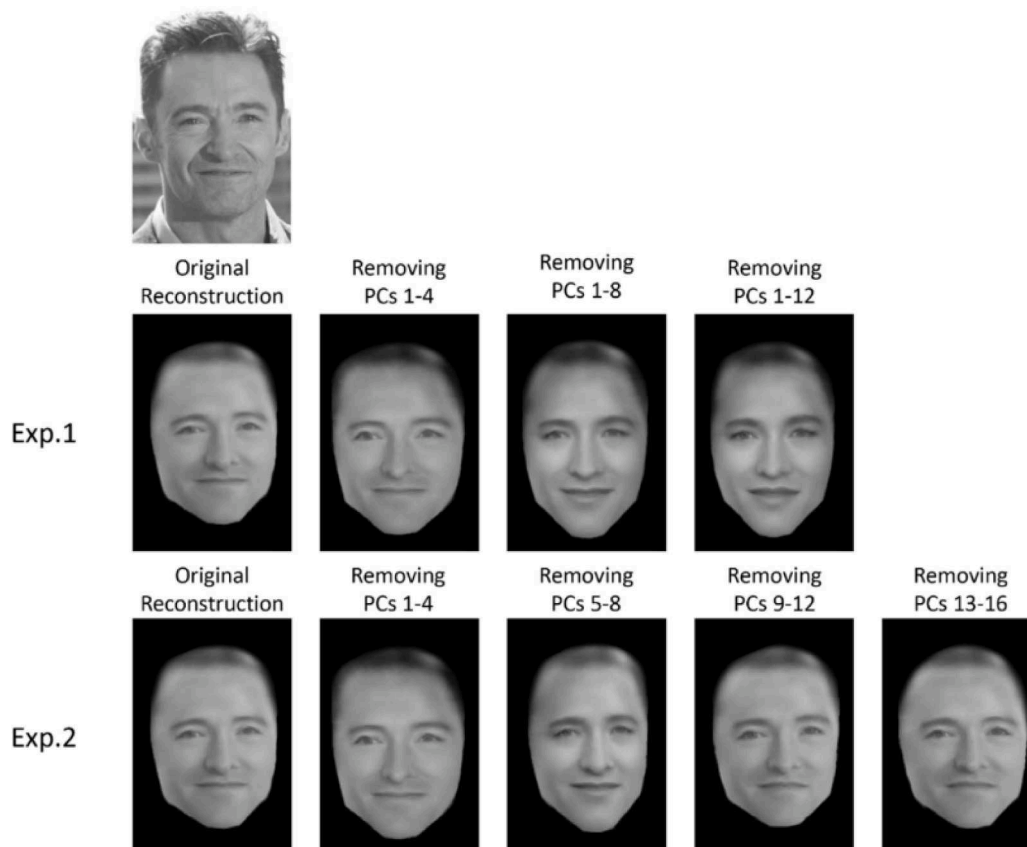 Original
Reconstruction
Removing
PCs 1-4
Removing
PCs 1-8
Removing
PCs 1-12
Exp.1
Original
Reconstruction
Removing
PCs 1-4
Removing
PCs 5-8
Removing
PCs 9-12
Removing
PCs 13-16
Exp.2